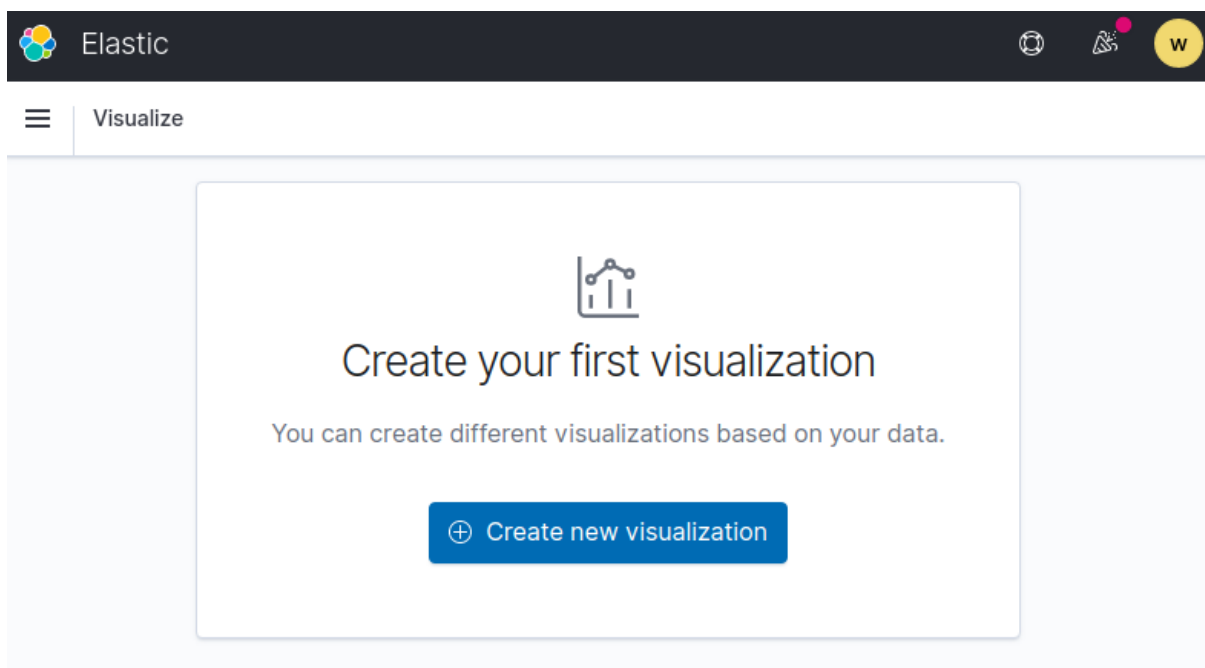 Elastic
W
Visualize
Create your first visualization
You can create different visualizations based on your data.
Create new visualization